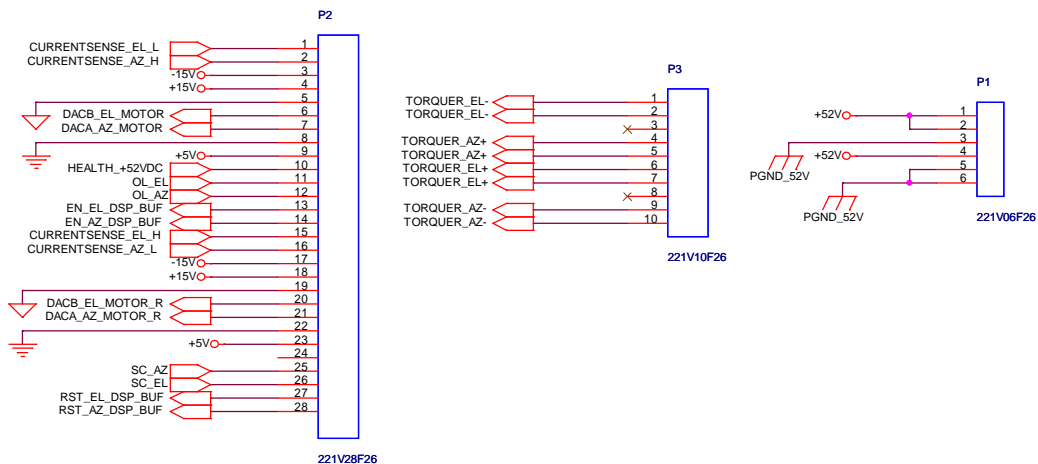 P2
CURRENTSENSE_EL_L 1
CURRENTSENSE_AZ_H 2
-15V 3
+15V 4
5
DACB_EL_MOTOR 6
DACA_AZ_MOTOR 7
8
+5V 9
HEALTH_+52VDC 10
OL_EL 11
OL_AZ 12
EN_EL_DSP_BUF 13
EN_AZ_DSP_BUF 14
CURRENTSENSE_EL_H 15
CURRENTSENSE_AZ_L 16
-15V 17
+15V 18
19
DACB_EL_MOTOR_R 20
DACA_AZ_MOTOR_R 21
22
+5V 23
24
SC_AZ 25
SC_EL 26
RST_EL_DSP_BUF 27
RST_AZ_DSP_BUF 28
221V28F26
P3
TORQUER_EL- 1
TORQUER_EL- 2
3
TORQUER_AZ+ 4
TORQUER_AZ+ 5
TORQUER_EL+ 6
TORQUER_EL+ 7
8
TORQUER_AZ- 9
TORQUER_AZ- 10
221V10F26
P1
+52V 1
2
3
+52V 4
PGND_52V 5
6
PGND_52V
221V06F26